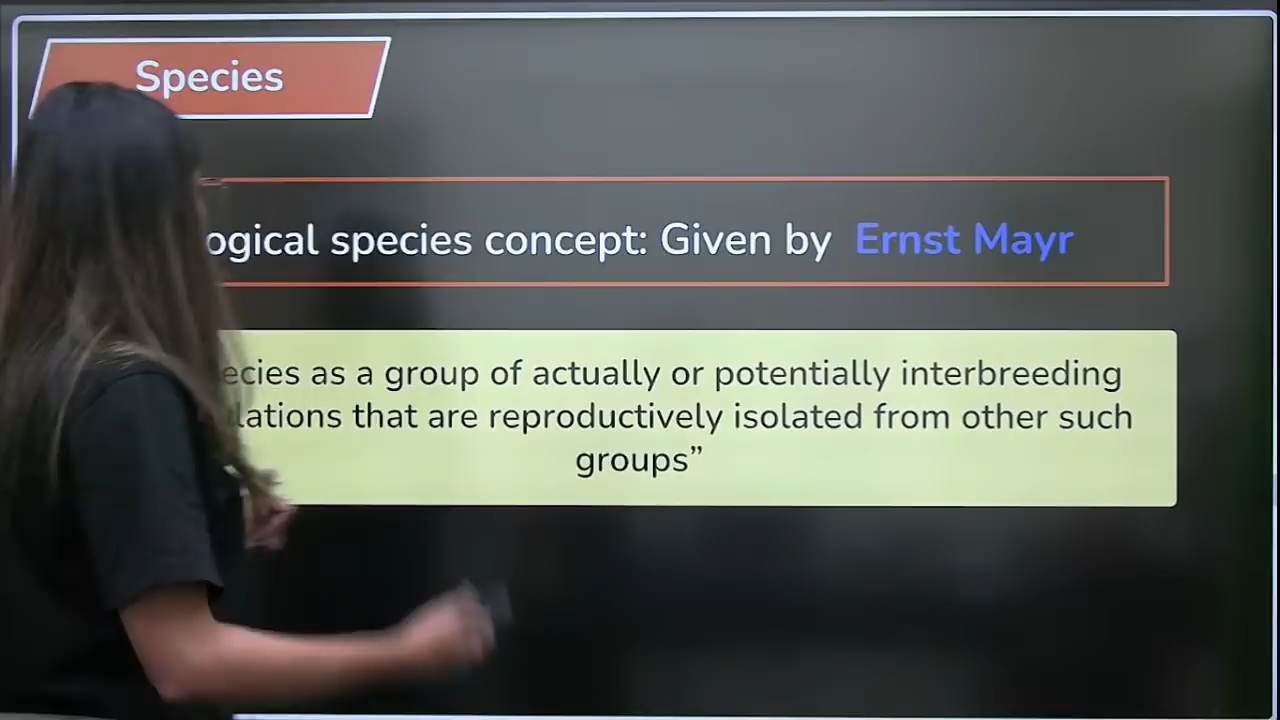 Species
ogical species concept: Given by Ernst Mayr
ecies as a group of actually or potentially interbreeding
lations that are reproductively isolated from other such
groups”